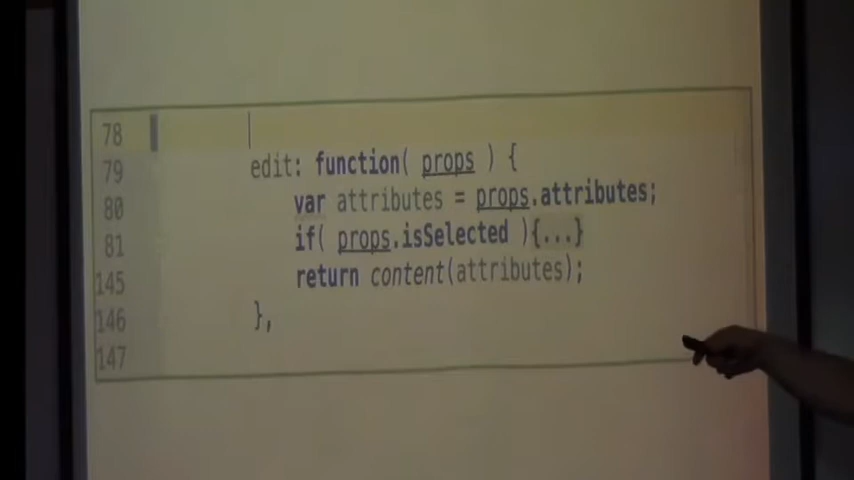 78
79 edit: function( props ) {
80 var attributes = props.attributes;
81 if( props.isSelected ){...}
145 return content(attributes);
146 },
147